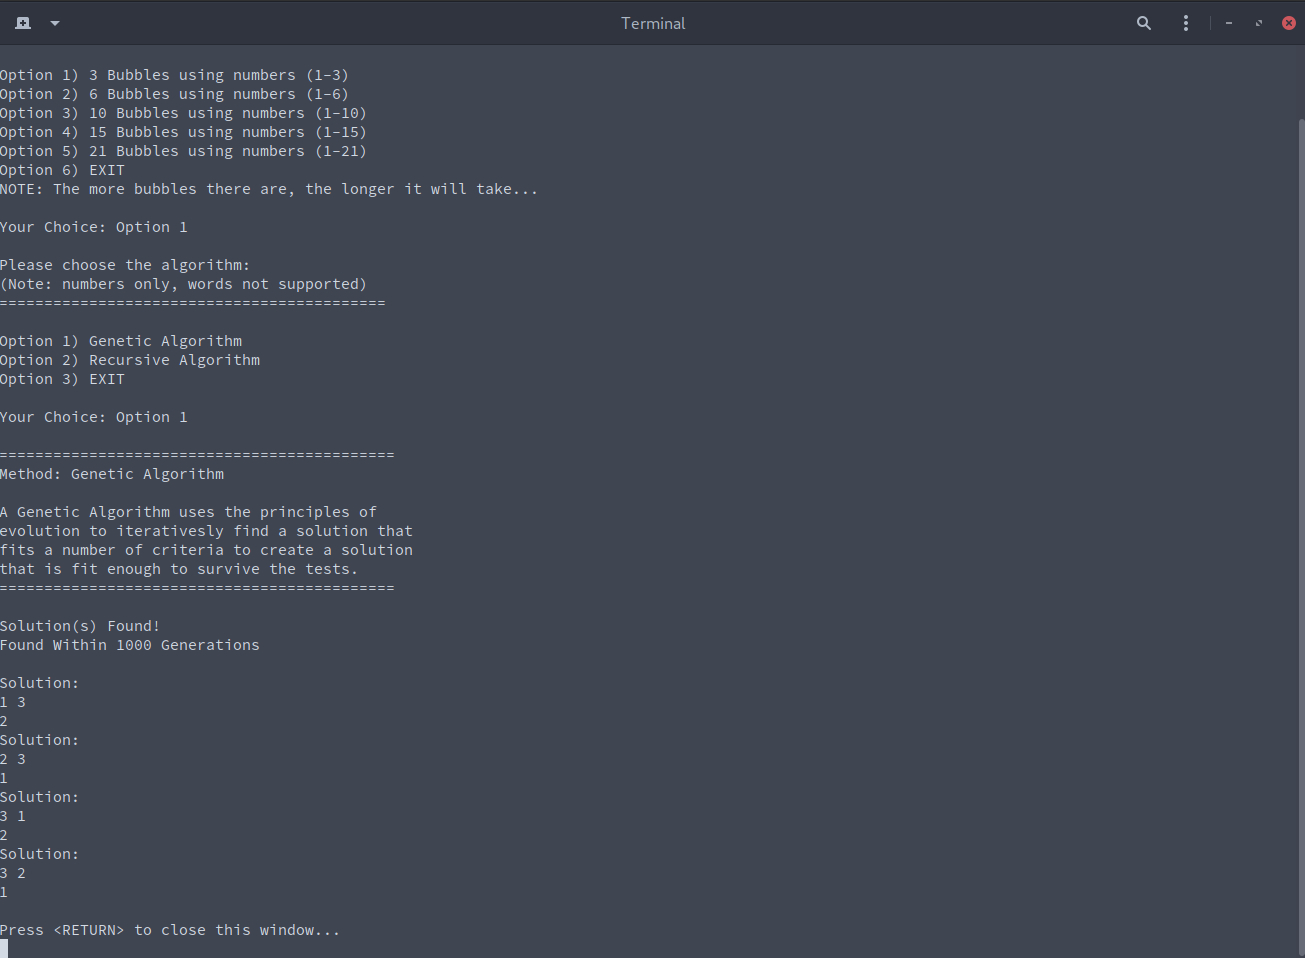 Terminal
Option 1) 3 Bubbles using numbers (1-3)
Option 2) 6 Bubbles using numbers (1-6)
Option 3) 10 Bubbles using numbers (1-10)
Option 4) 15 Bubbles using numbers (1-15)
Option 5) 21 Bubbles using numbers (1-21)
Option 6) EXIT
NOTE: The more bubbles there are, the longer it will take...
Your Choice: Option 1
Please choose the algorithm:
(Note: numbers only, words not supported)
===========================================
Option 1) Genetic Algorithm
Option 2) Recursive Algorithm
Option 3) EXIT
Your Choice: Option 1
============================================
Method: Genetic Algorithm
A Genetic Algorithm uses the principles of
evolution to iterativesly find a solution that
fits a number of criteria to create a solution
that is fit enough to survive the tests.
============================================
Solution(s) Found!
Found Within 1000 Generations
Solution:
1 3
2
Solution:
2 3
1
Solution:
3 1
2
Solution:
3 2
1
Press <RETURN> to close this window...